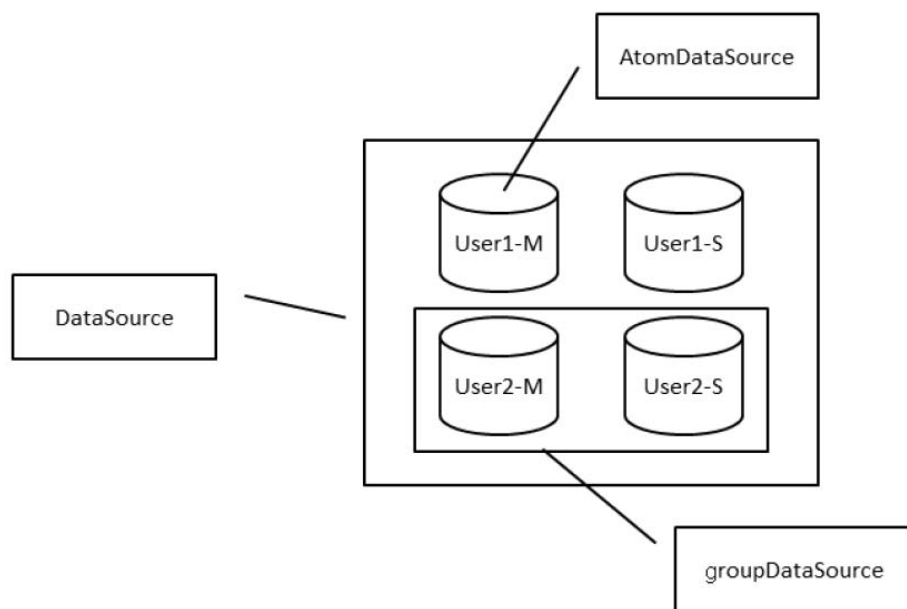 AtomDataSource
User1-M
User1-S
DataSource
User2-M
User2-S
groupDataSource